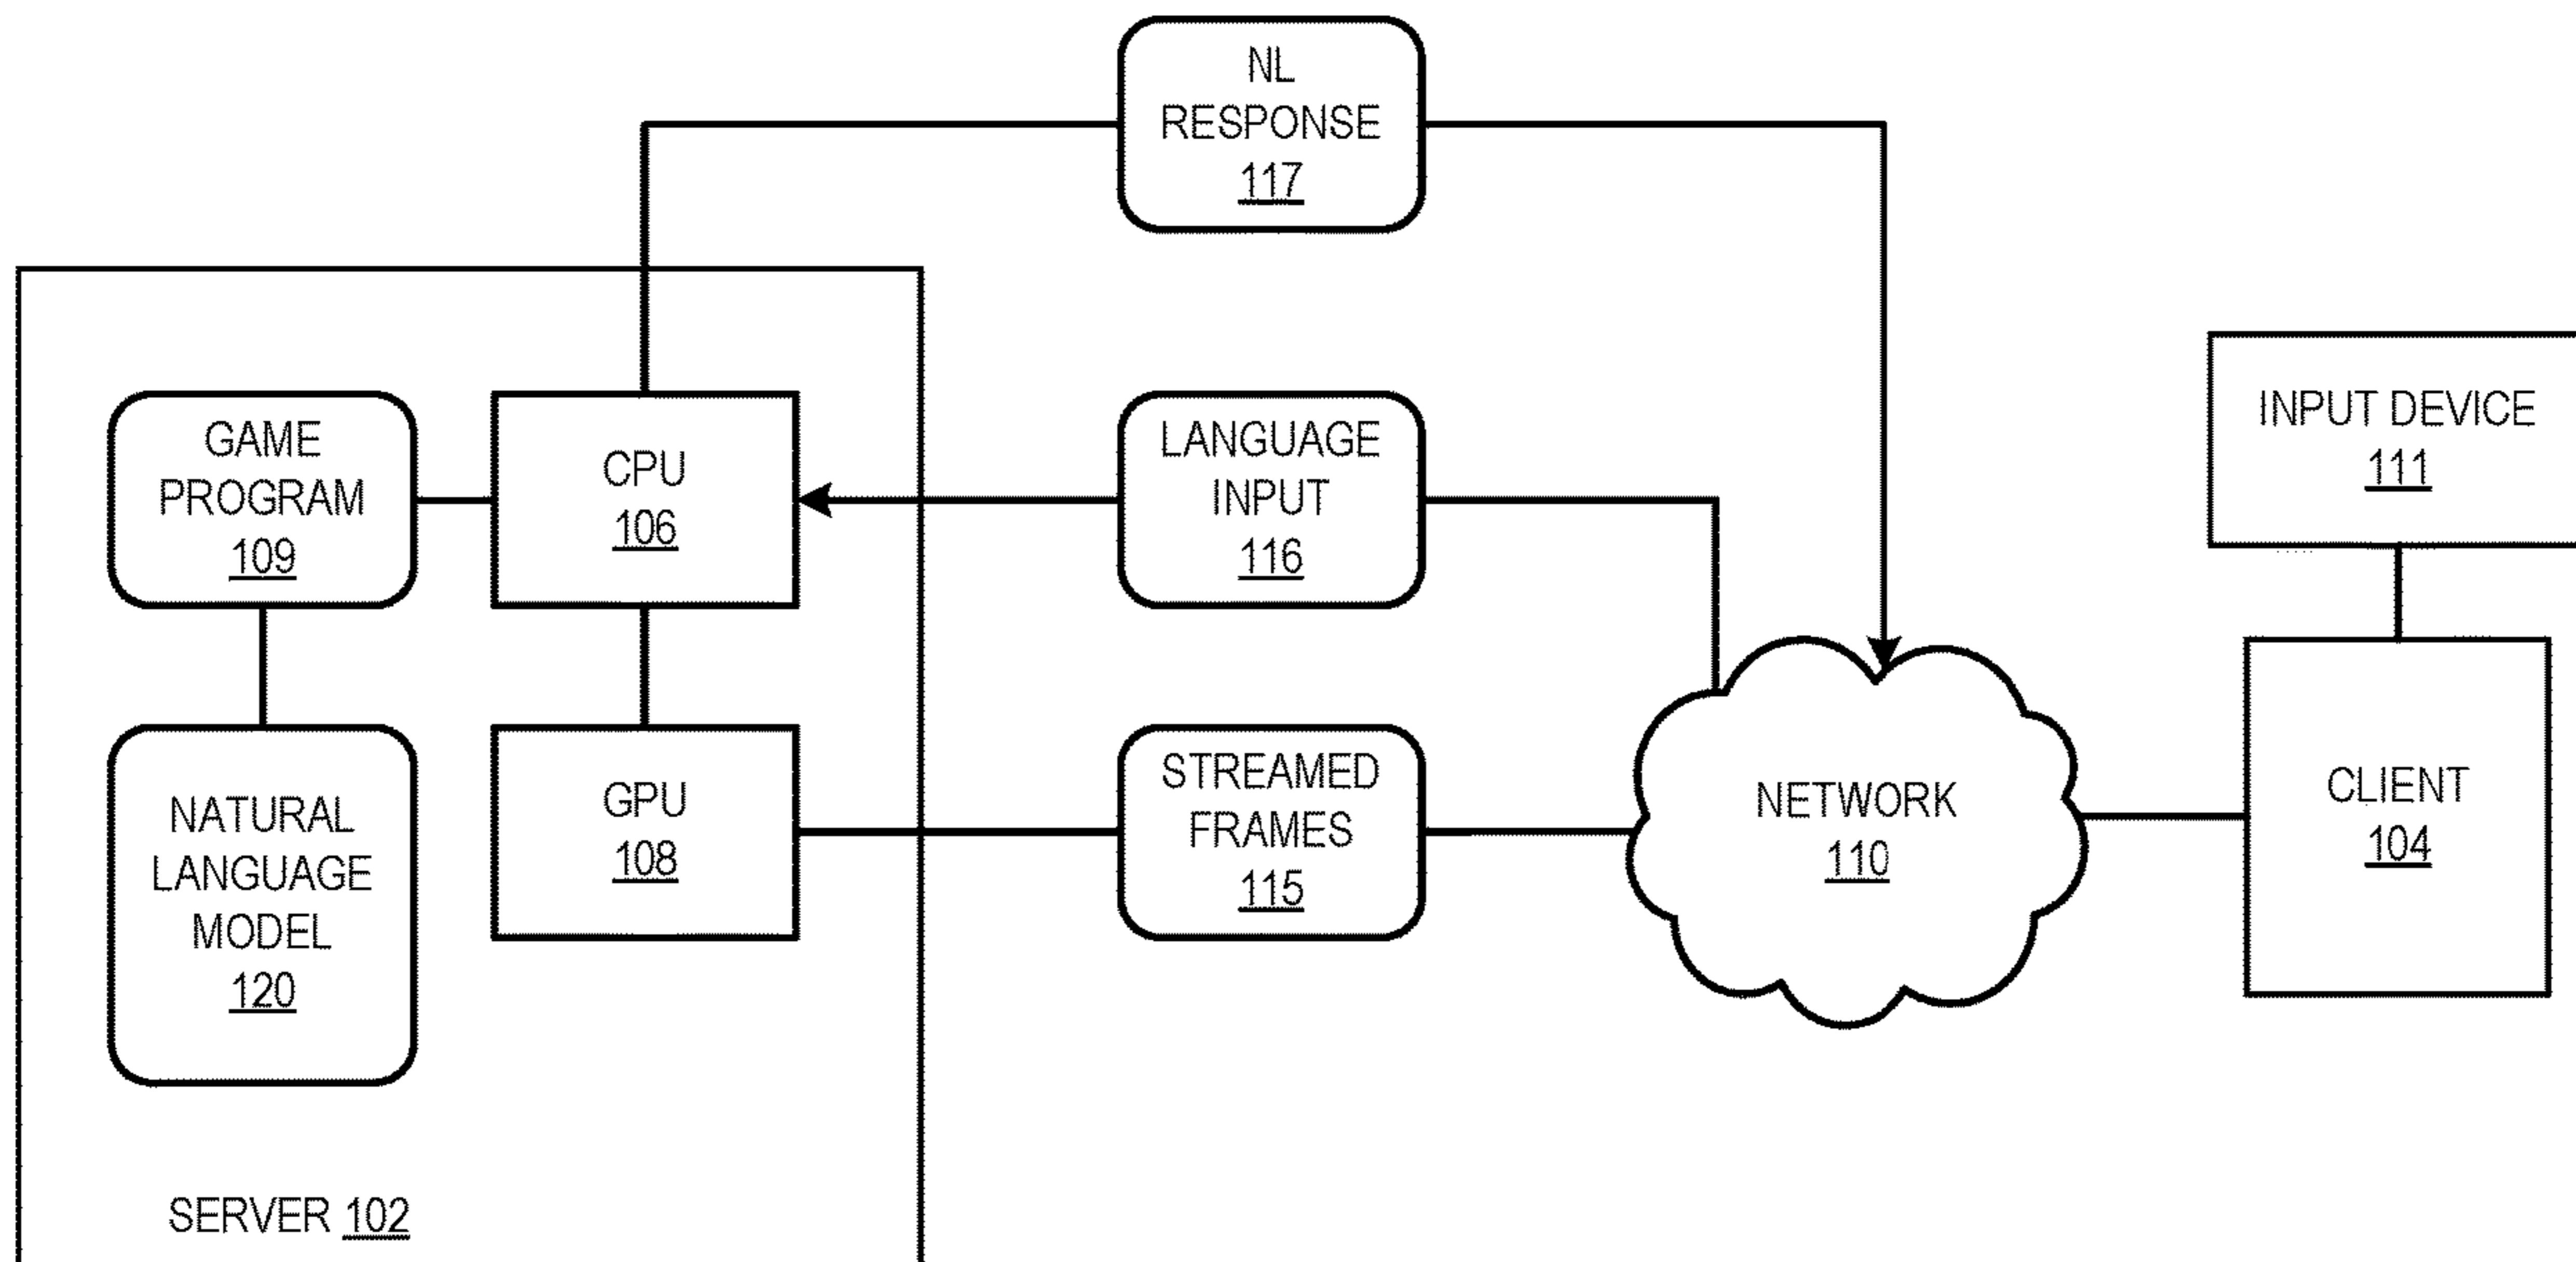 NL
RESPONSE
117
GAME
PROGRAM
109
CPU
106
LANGUAGE
INPUT
116
INPUT DEVICE
111
NATURAL
LANGUAGE
MODEL
120
GPU
108
STREAMED
FRAMES
115
NETWORK
110
CLIENT
104
SERVER 102